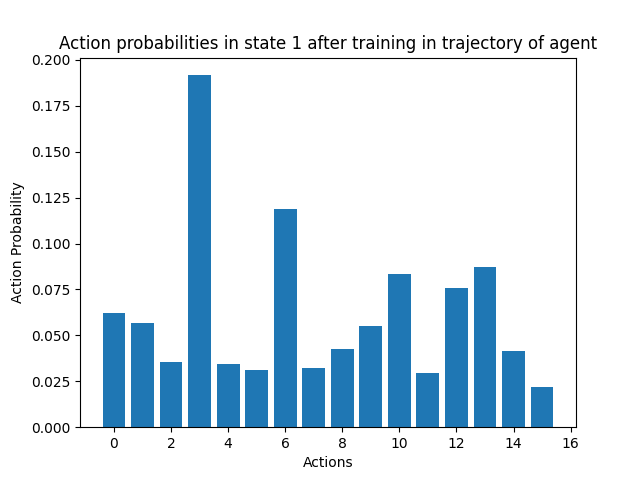 Action probabilities in state 1 after training in trajectory of agent
0.200
0.175
0.150
0.125
0.100
0.075
0.050
0.025
0.000
Action Probability
0 2 4 6 8 10 12 14 16
Actions